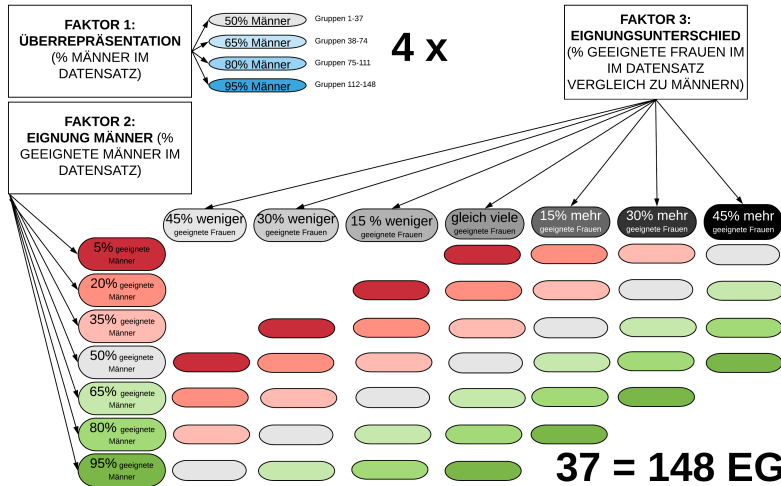 FAKTOR 1:
ÜBERREPRÄSENTATION
(% MÄNNER IM
DATENSATZ)
50% Männer
Gruppen 1-37
65% Männer
Gruppen 38-74
80% Männer
Gruppen 75-111
95% Männer
Gruppen 112-148
4 x
FAKTOR 3:
EIGNUNGSUNTERSCHIED
(% GEEIGNETE FRAUEN IM
IM DATENSATZ
VERGLEICH ZU MÄNNERN)
FAKTOR 2:
EIGNUNG MÄNNER (%
GEEIGNETE MÄNNER IM
DATENSATZ)
45% weniger
geeignete Frauen
30% weniger
geeignete Frauen
15 % weniger
geeignete Frauen
gleich viele
geeignete Frauen
15% mehr
geeignete Frauen
30% mehr
geeignete Frauen
45% mehr
geeignete Frauen
5% geeignete
Männer
20% geeignete
Männer
35% geeignete
Männer
50% geeignete
Männer
65% geeignete
Männer
80% geeignete
Männer
95% geeignete
Männer
37 = 148 EG